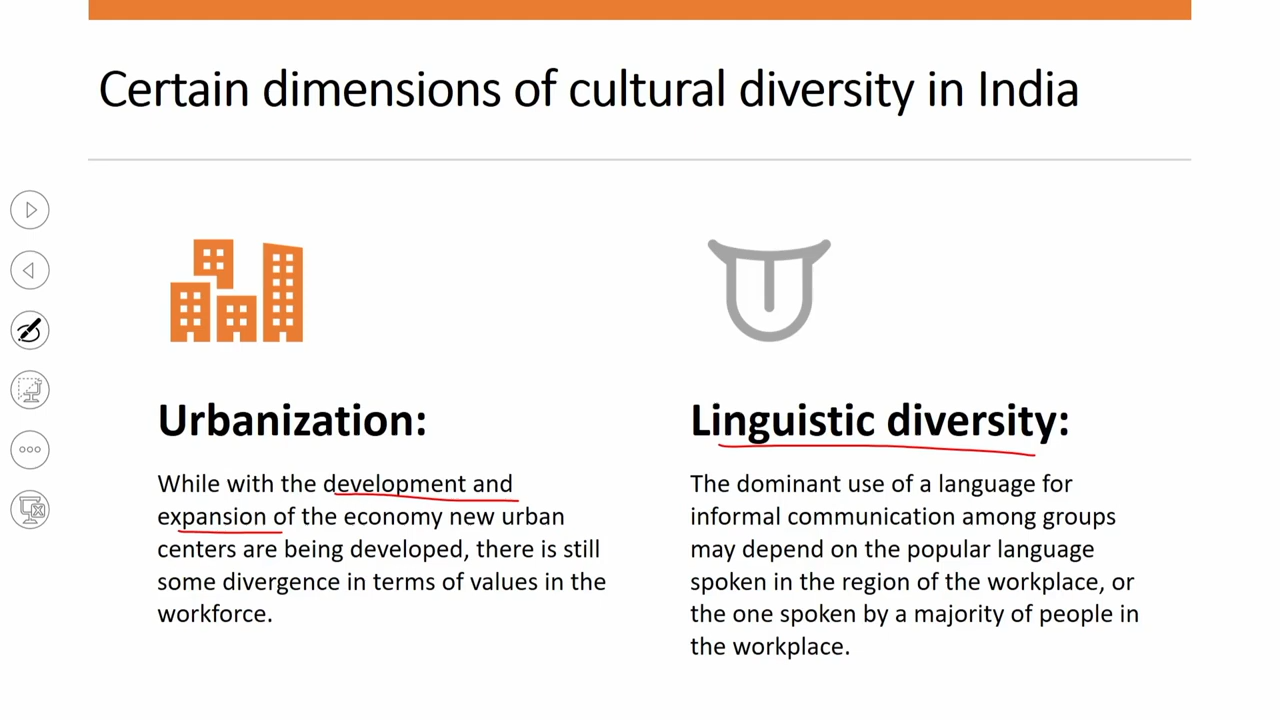 Certain dimensions of cultural diversity in India
Urbanization:
While with the development and
expansion of the economy new urban
centers are being developed, there is still
some divergence in terms of values in the
workforce.
Linguistic diversity:
The dominant use of a language for
informal communication among groups
may depend on the popular language
spoken in the region of the workplace, or
the one spoken by a majority of people in
the workplace.